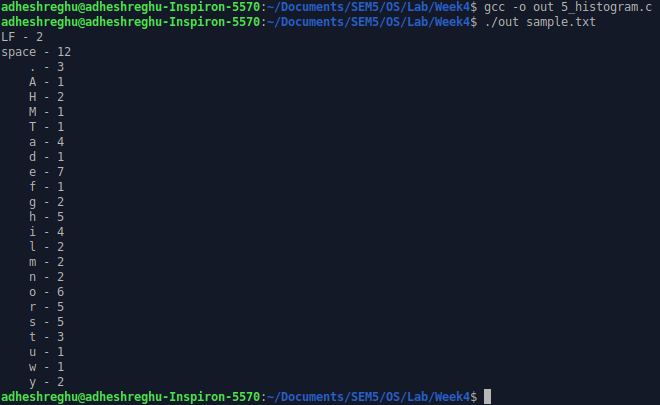 adheshreghu@adheshreghu-Inspiron-5570:~/Documents/SEM5/OS/Lab/Week4$ gcc -o out 5_histogram.c
adheshreghu@adheshreghu-Inspiron-5570:~/Documents/SEM5/OS/Lab/Week4$ ./out sample.txt
LF - 2
space - 12
    . - 3
    A - 1
    H - 2
    M - 1
    T - 1
    a - 4
    d - 1
    e - 7
    f - 1
    g - 2
    h - 5
    i - 4
    l - 2
    m - 2
    n - 2
    o - 6
    r - 5
    s - 5
    t - 3
    u - 1
    w - 1
    y - 2
adheshreghu@adheshreghu-Inspiron-5570:~/Documents/SEM5/OS/Lab/Week4$